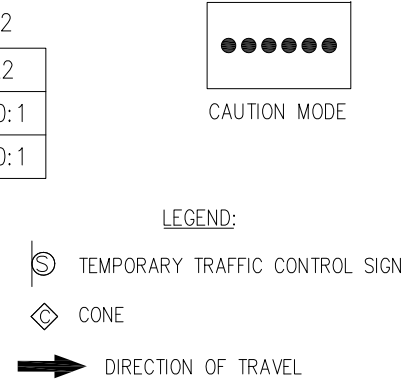 2
2
0:1
0:1
CAUTION MODE
LEGEND:
S TEMPORARY TRAFFIC CONTROL SIGN
C CONE
DIRECTION OF TRAVEL